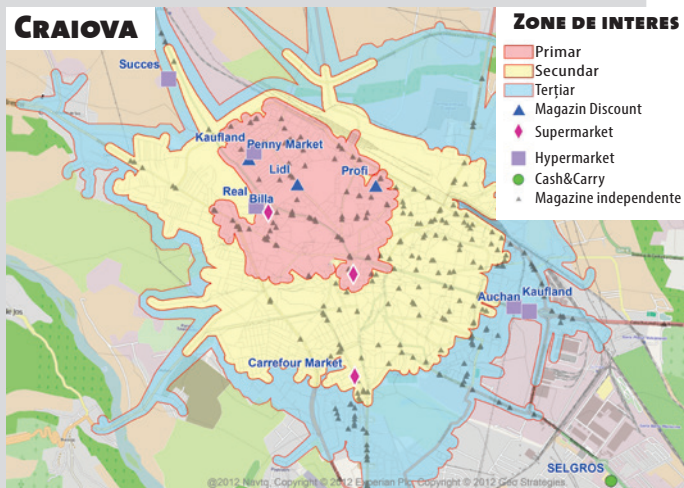 CRAIOVA
ZONE DE INTERES
Primar
Secundar
Terțiar
Magazin Discount
Supermarket
Hypermarket
Cash&Carry
Magazine independente
Succes
Kaufland
Penny Market
Lidl
Profi
Real
Billa
Auchan
Kaufland
Carrefour Market
SELGROS
@2012 Navtq, Copyright © 2012 Experian Plc, Copyright © 2012 Geo Strategies